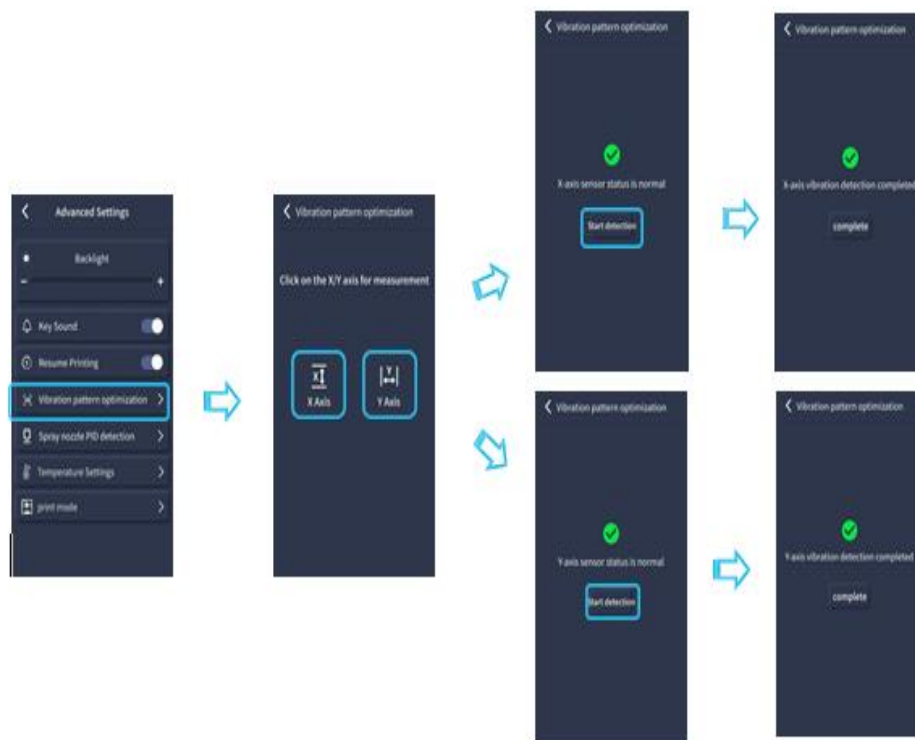 Advanced Settings
Backlight
Key Sound
Resume Printing
Vibration pattern optimization
Spray nozzle PID detection
Temperature Settings
print mode
Vibration pattern optimization
Click on the X/Y axis for measurement
X
X Axis
Y
Y Axis
Vibration pattern optimization
X-axis sensor status is normal
Start detection
Vibration pattern optimization
X-axis vibration detection completed
complete
Vibration pattern optimization
Y-axis sensor status is normal
Start detection
Vibration pattern optimization
Y-axis vibration detection completed
complete